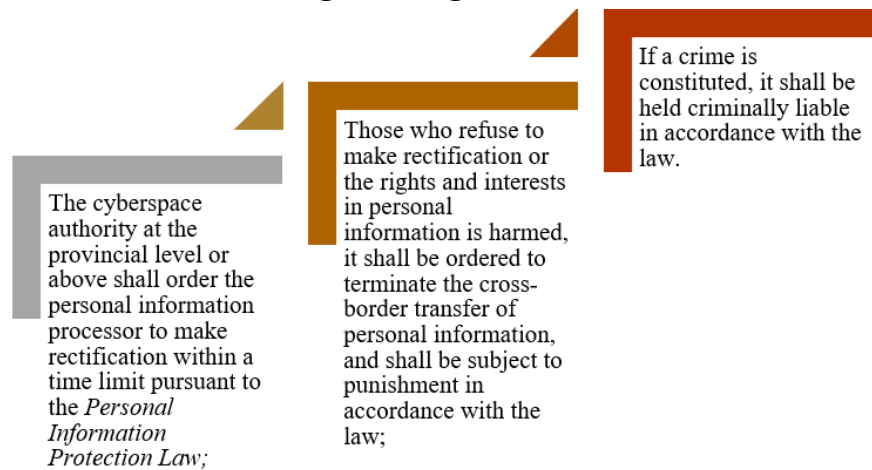 The cyberspace
authority at the
provincial level or
above shall order the
personal information
processor to make
rectification within a
time limit pursuant to
the Personal
Information
Protection Law;
Those who refuse to
make rectification or
the rights and interests
in personal
information is harmed,
it shall be ordered to
terminate the cross-
border transfer of
personal information,
and shall be subject to
punishment in
accordance with the
law;
If a crime is
constituted, it shall be
held criminally liable
in accordance with the
law.